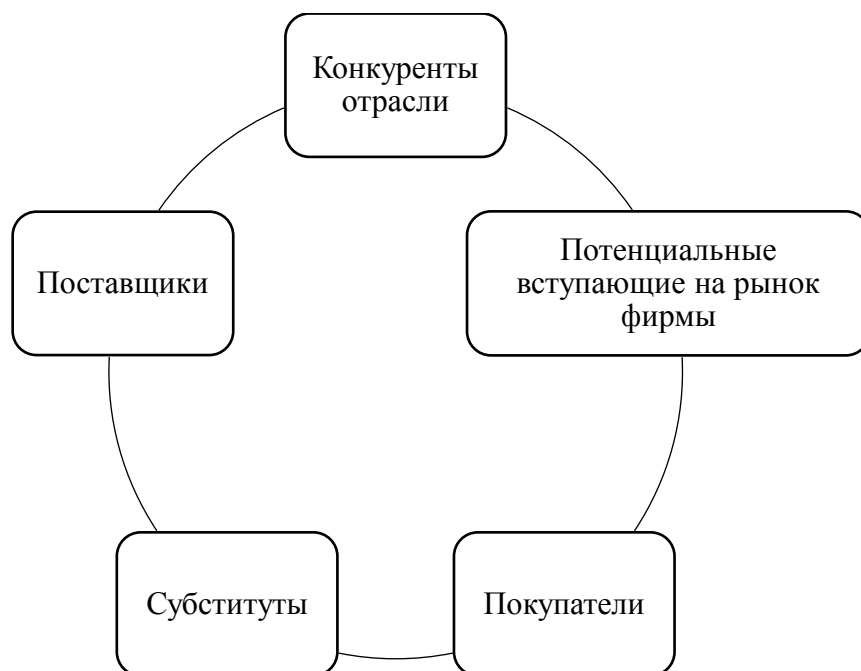 Конкуренты
отрасли
Поставщики
Потенциальные
вступающие на рынок
фирмы
Субституты
Покупатели